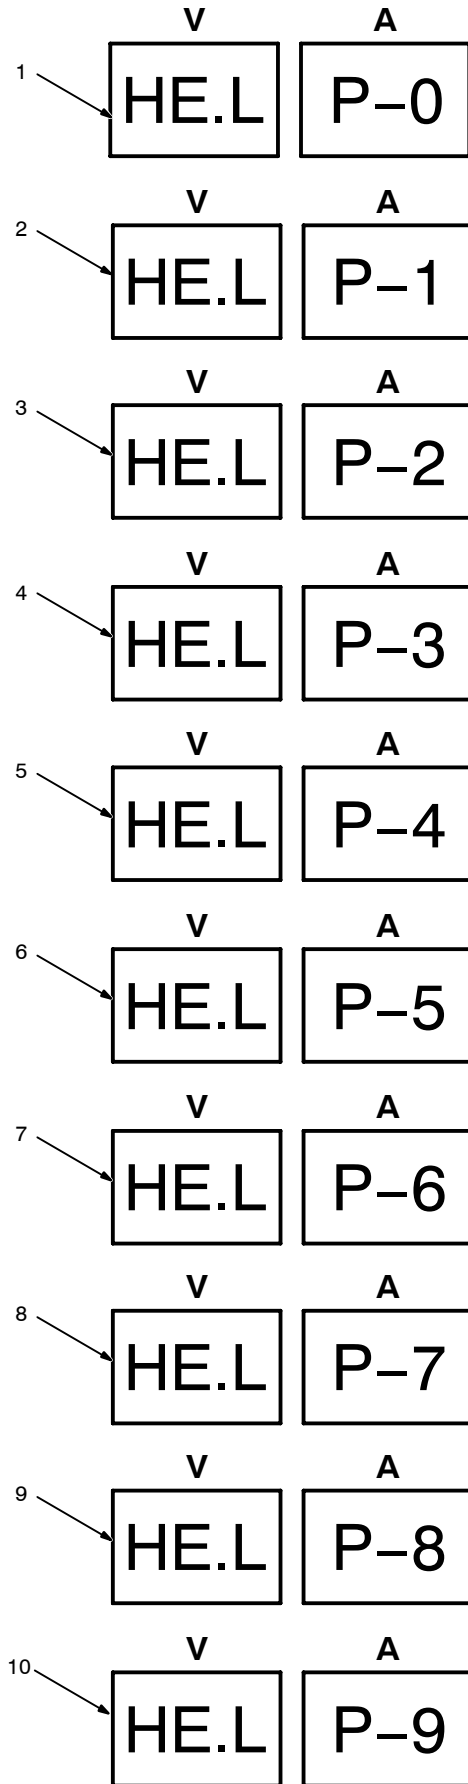 V A
1 HE.L P–0
V A
2 HE.L P–1
V A
3 HE.L P–2
V A
4 HE.L P–3
V A
5 HE.L P–4
V A
6 HE.L P–5
V A
7 HE.L P–6
V A
8 HE.L P–7
V A
9 HE.L P–8
V A
10 HE.L P–9